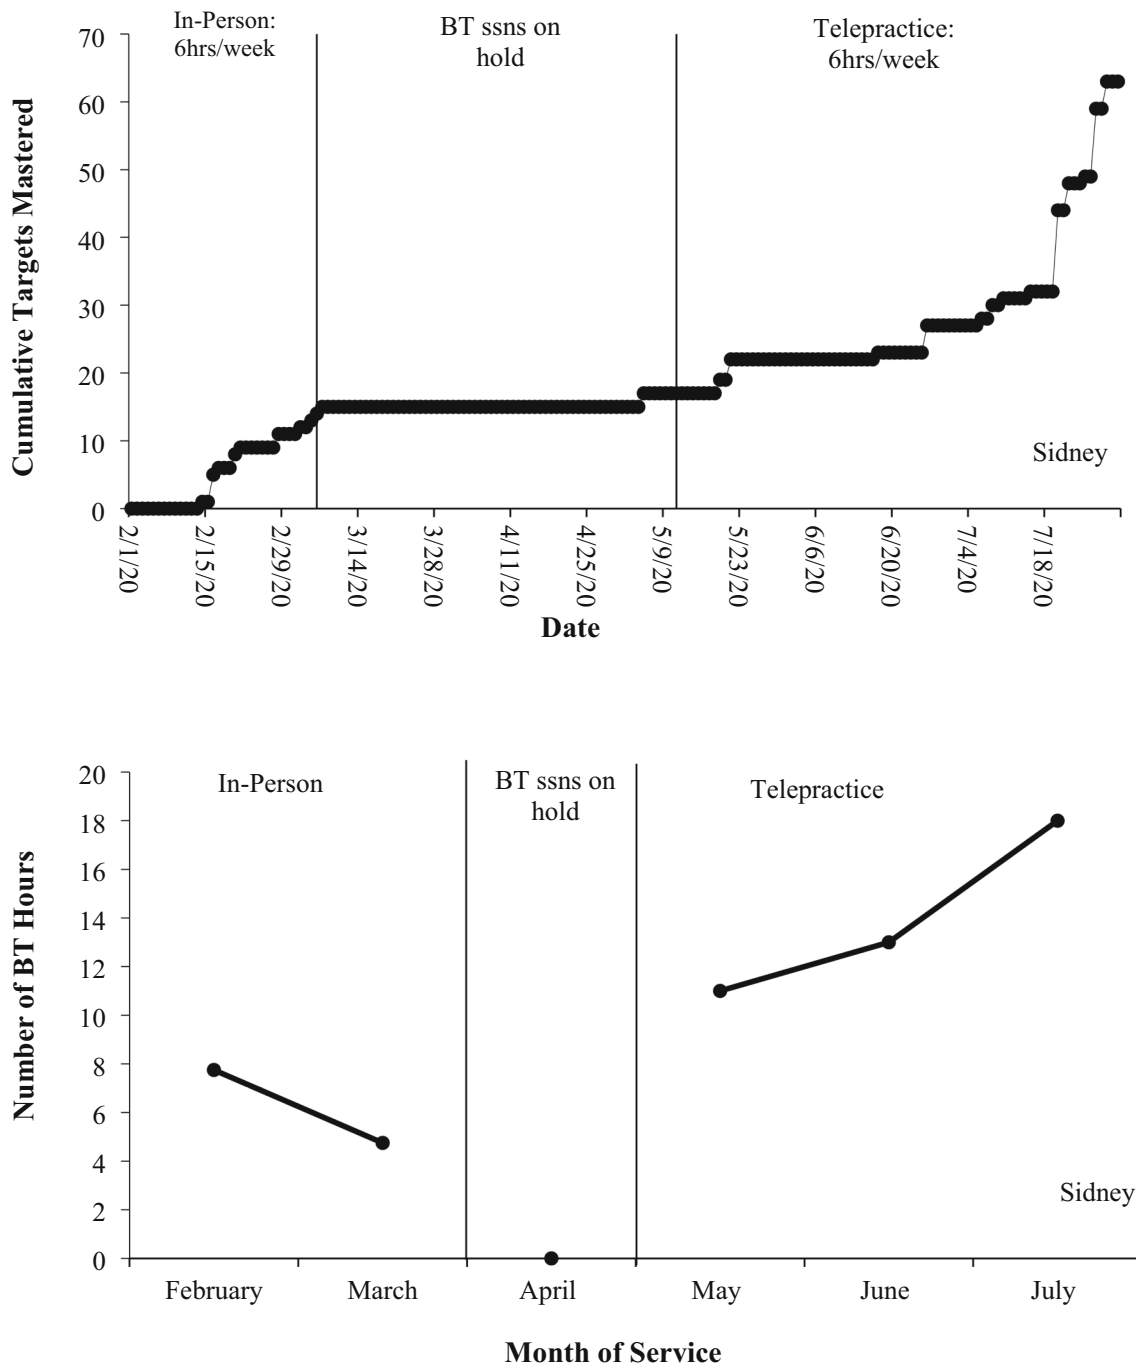 In-Person:
6hrs/week
BT ssns on
hold
Telepractice:
6hrs/week
Cumulative Targets Mastered
70
60
50
40
30
20
10
0
Sidney
2/1/20
2/15/20
2/29/20
3/14/20
3/28/20
4/11/20
4/25/20
5/9/20
5/23/20
6/6/20
6/20/20
7/4/20
7/18/20
Date
In-Person
BT ssns on
hold
Telepractice
Number of BT Hours
20
18
16
14
12
10
8
6
4
2
0
Sidney
February
March
April
May
June
July
Month of Service